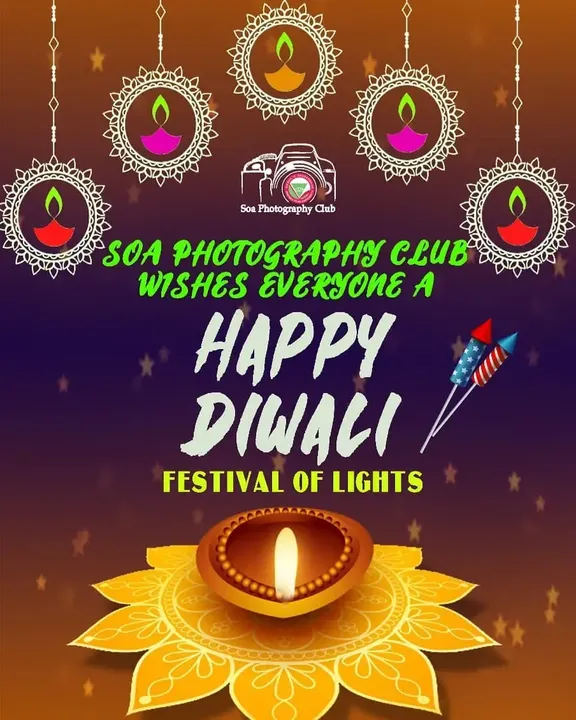 Soa Photography Club
SOA PHOTOGRAPHY CLUB
WISHES EVERYONE A
HAPPY
DIWALI
FESTIVAL OF LIGHTS